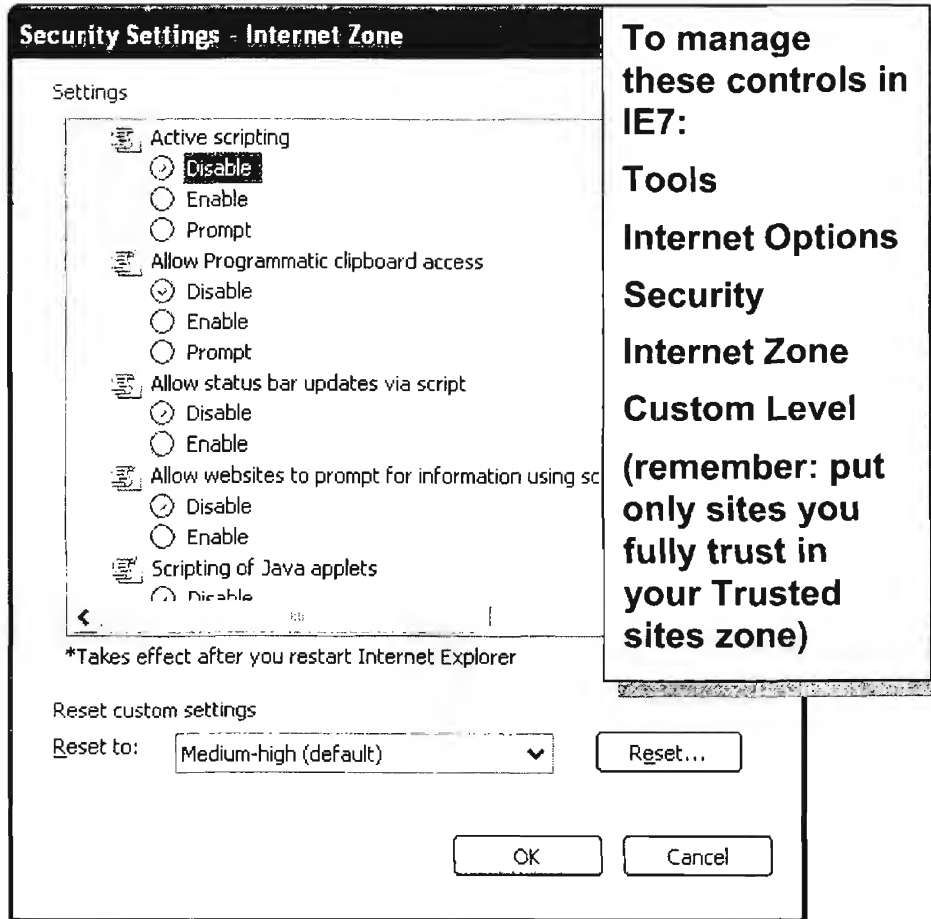 Security Settings - Internet Zone
Settings
Active scripting
Disable
Enable
Prompt
Allow Programmatic clipboard access
Disable
Enable
Prompt
Allow status bar updates via script
Disable
Enable
Allow websites to prompt for information using sc
Disable
Enable
Scripting of Java applets
Disable
*Takes effect after you restart Internet Explorer
Reset custom settings
Reset to:
Medium-high (default)
Reset...
OK
Cancel
To manage
these controls in
IE7:
Tools
Internet Options
Security
Internet Zone
Custom Level
(remember: put
only sites you
fully trust in
your Trusted
sites zone)